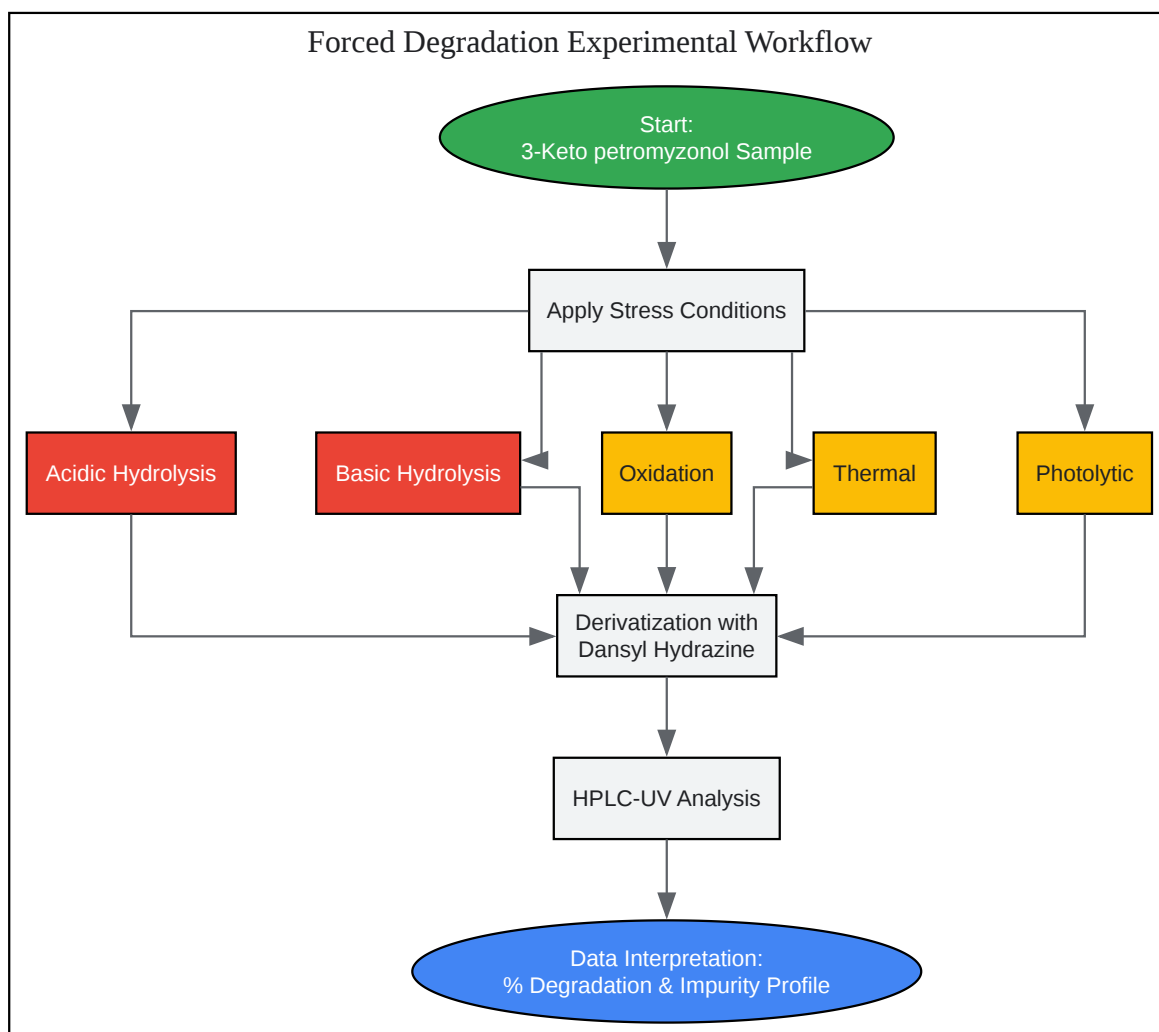 Forced Degradation Experimental Workflow
Start:
3-Keto petromyzonol Sample
Apply Stress Conditions
Acidic Hydrolysis
Basic Hydrolysis
Oxidation
Thermal
Photolytic
Derivatization with
Dansyl Hydrazine
HPLC-UV Analysis
Data Interpretation:
% Degradation & Impurity Profile